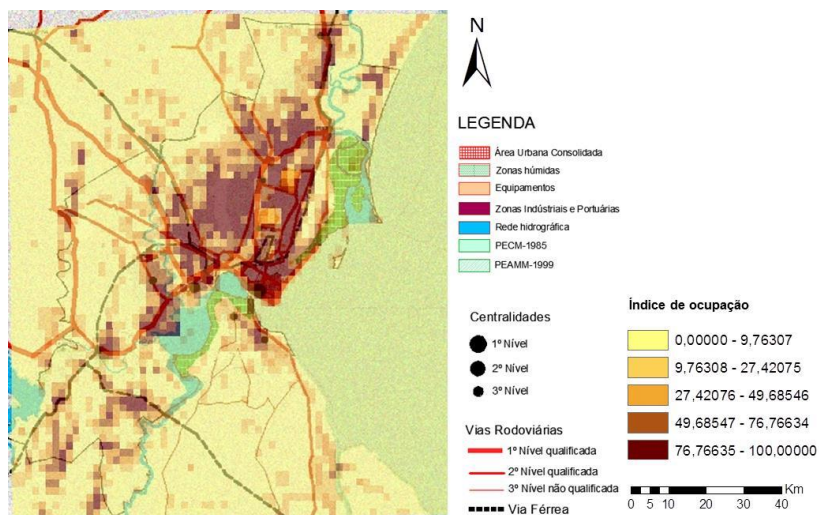 N
LEGENDA
Área Urbana Consolidada
Zonas húmidas
Equipamentos
Zonas Indústriais e Portuárias
Rede hidrográfica
PECM-1985
PEAMM-1999
Centralidades
1º Nível
2º Nível
3º Nível
Vias Rodoviárias
1º Nível qualificada
2º Nível qualificada
3º Nível não qualificada
Via Férrea
Índice de ocupação
0,00000 - 9,76307
9,76308 - 27,42075
27,42076 - 49,68546
49,68547 - 76,76634
76,76635 - 100,00000
Km
0 5 10 20 30 40